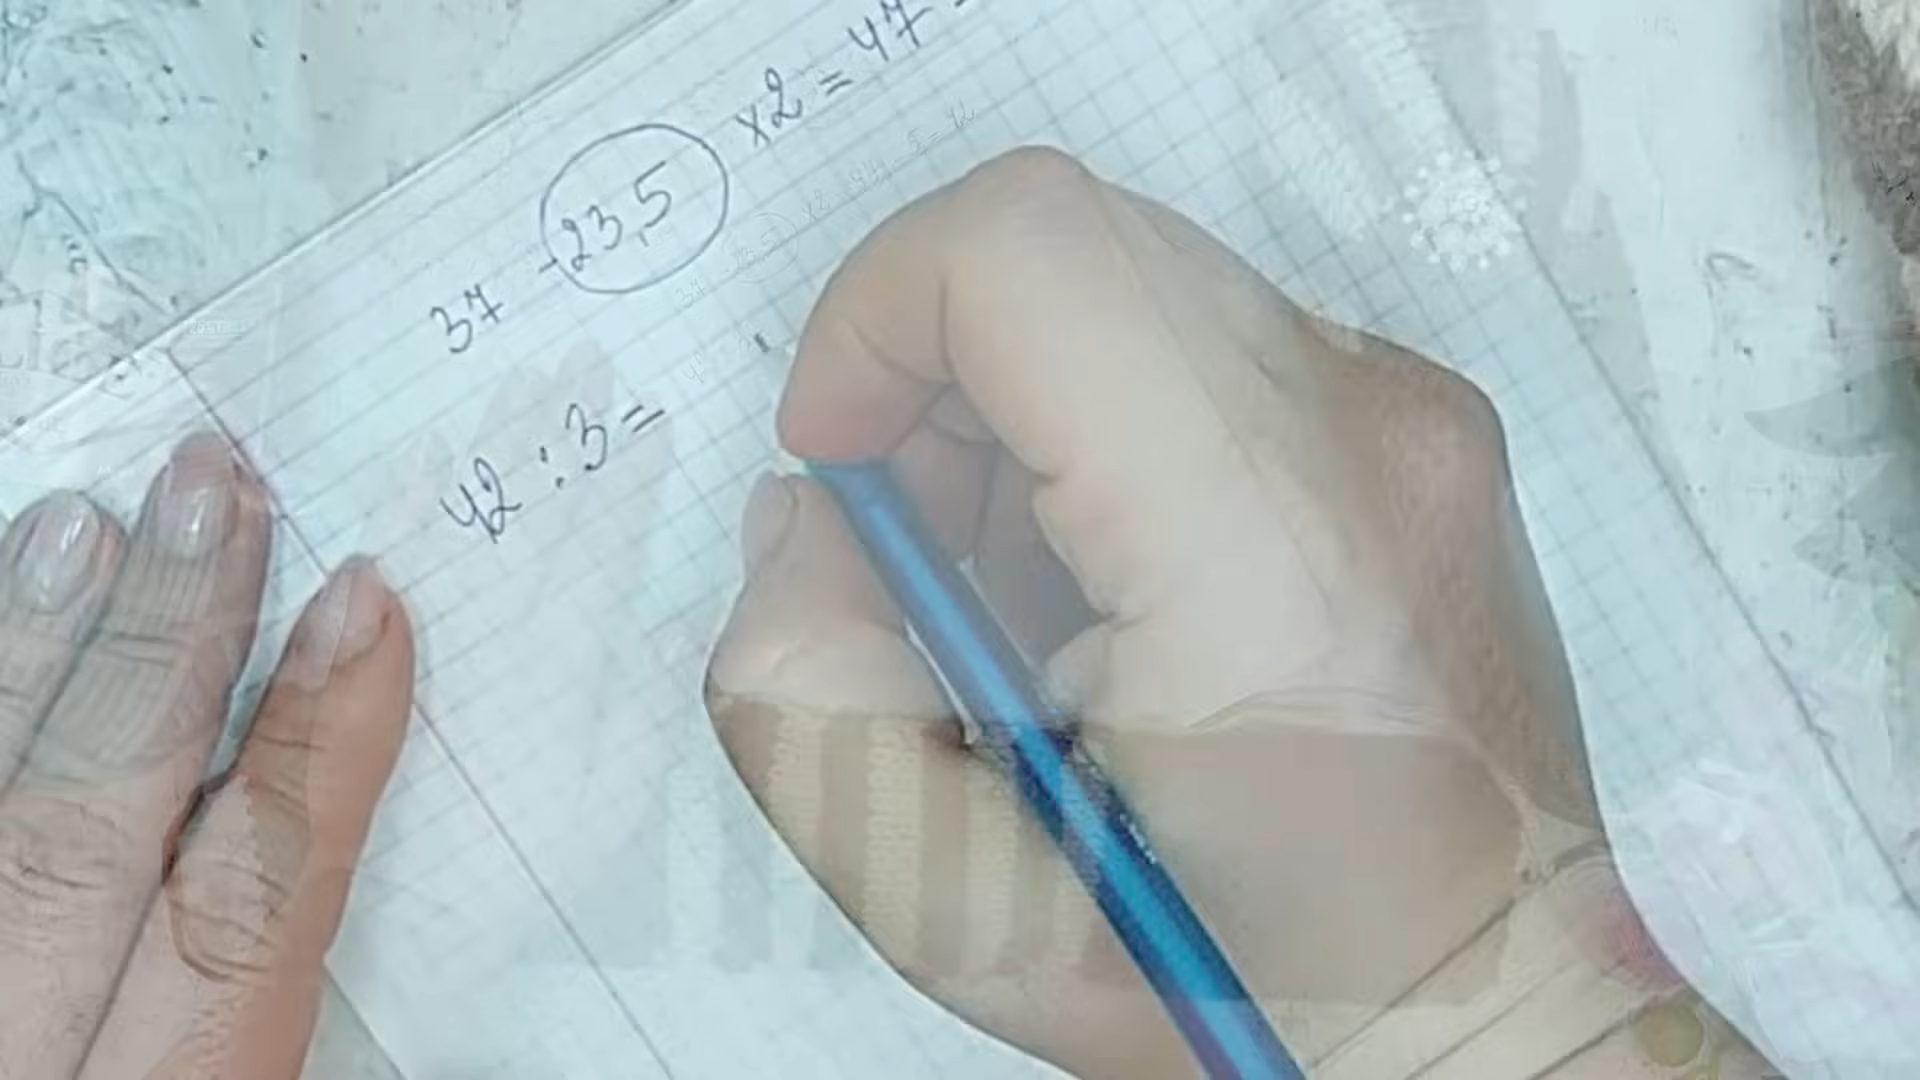 37 - 23,5 x2 = 47 -
42 : 3 =